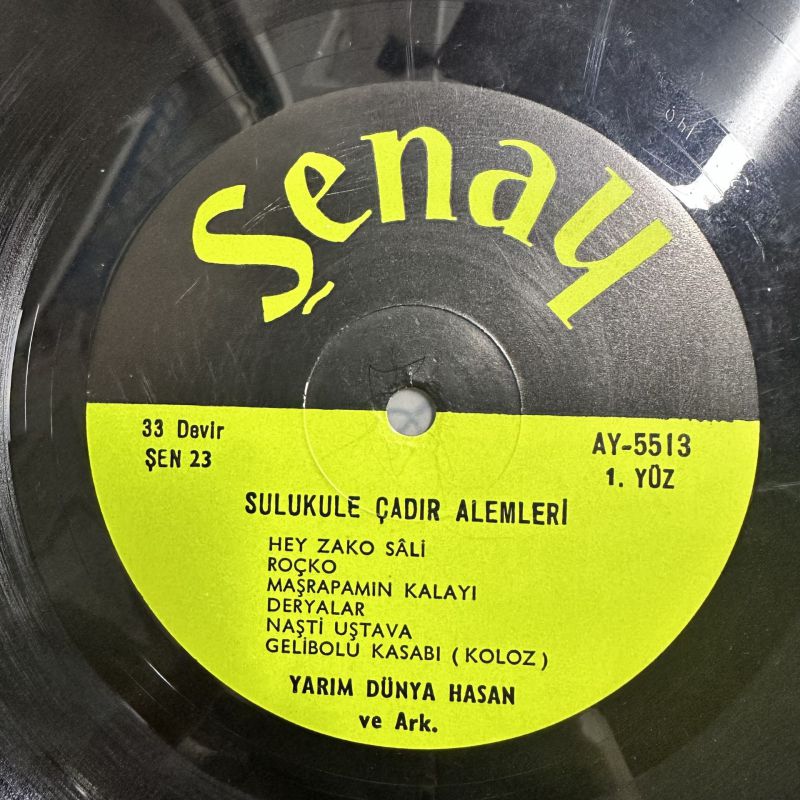 Şenay
33 Devir
ŞEN 23
AY-5513
1. YÜZ
SULUKULE ÇADIR ALEMLERİ
HEY ZAKO SÂLİ
ROÇKO
MAŞRAPAMIN KALAYI
DERYALAR
NAŞTİ UŞTAVA
GELİBOLU KASABI ( KOLOZ )
YARIM DÜNYA HASAN
ve Ark.